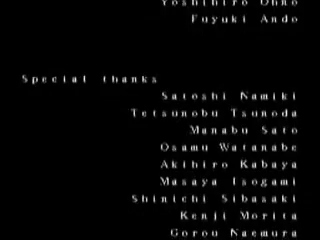 Yoshihiro Ohno
Fuyuki Ando
Special thanks
Satoshi Namiki
Tetsunobu Tsunoda
Manabu Sato
Osamu Watanabe
Akihiro Kabaya
Masaya Isogami
Shinichi Sibasaki
Kenji Morita
Gorou Naemura